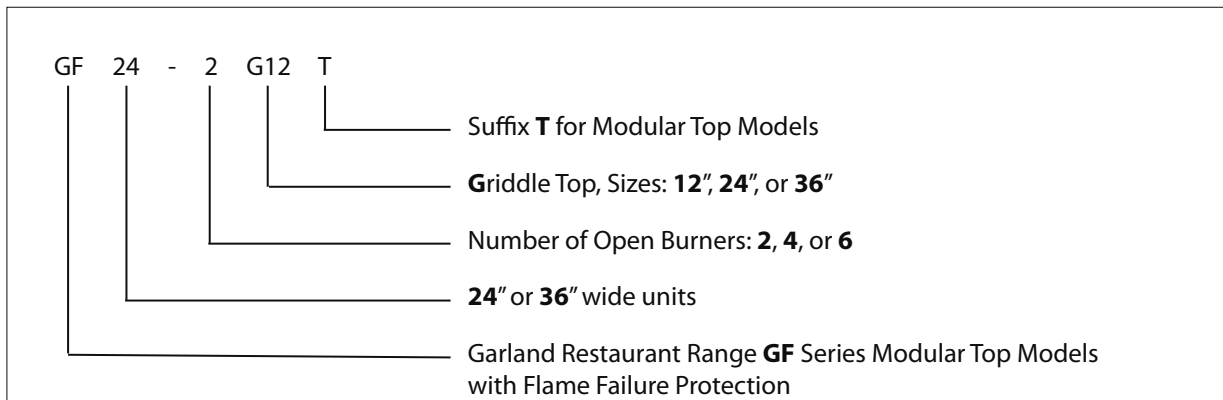 GF 24 - 2 G12 T
Suffix T for Modular Top Models
Griddle Top, Sizes: 12″, 24″, or 36″
Number of Open Burners: 2, 4, or 6
24″ or 36″ wide units
Garland Restaurant Range GF Series Modular Top Models
with Flame Failure Protection